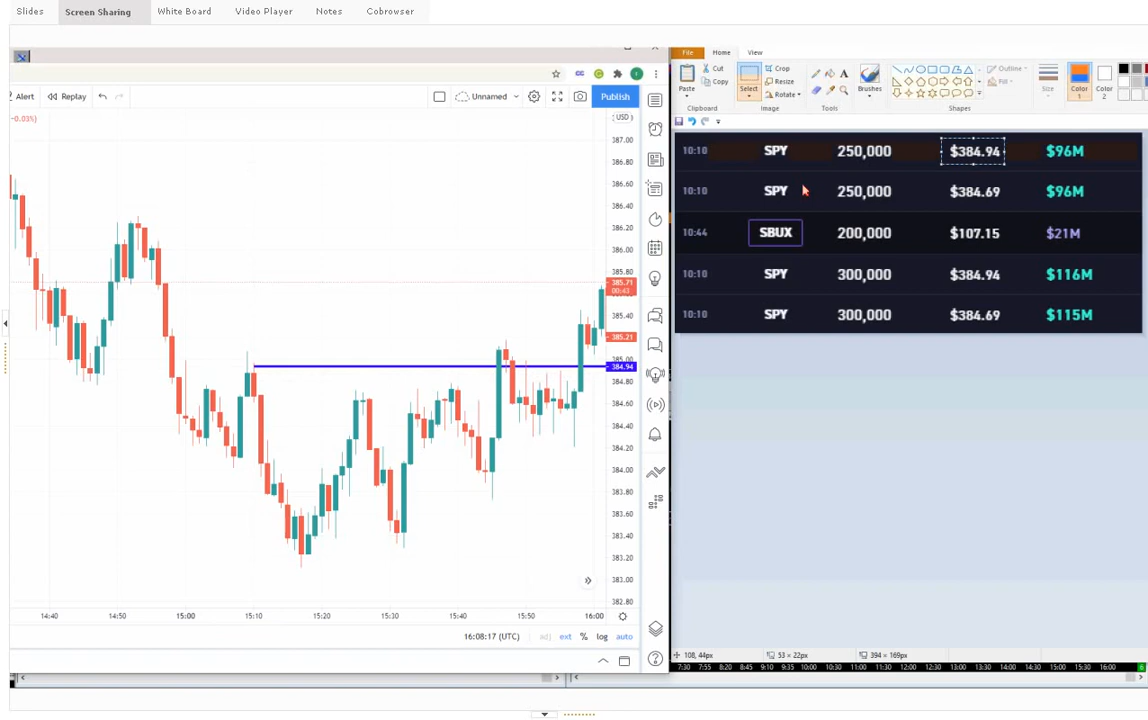 Slides Screen Sharing White Board Video Player Notes Cobrowser
File Home View
Alert Replay Unnamed Publish
Paste Cut Copy Select Crop Resize Rotate Brushes Outline Fill Size Color 1 Color 2
Clipboard Image Tools Shapes
-0.03%)
USD
387.00
386.80
386.60
386.40
386.20
386.00
385.80
385.71
00:43
385.40
385.21
385.00
384.94
384.80
384.60
384.40
384.20
384.00
383.80
383.60
383.40
383.20
383.00
382.80
14:40 14:50 15:00 15:10 15:20 15:30 15:40 15:50 16:00
16:08:17 (UTC) adj ext % log auto
10:10 SPY 250,000 $384.94 $96M
10:10 SPY 250,000 $384.69 $96M
10:44 SBUX 200,000 $107.15 $21M
10:10 SPY 300,000 $384.94 $116M
10:10 SPY 300,000 $384.69 $115M
108, 44px 53 × 22px 394 × 169px
7:30 7:55 8:20 8:45 9:10 9:35 10:00 10:30 11:00 11:30 12:00 12:30 13:00 13:30 14:00 14:30 15:00 15:30 16:00 6